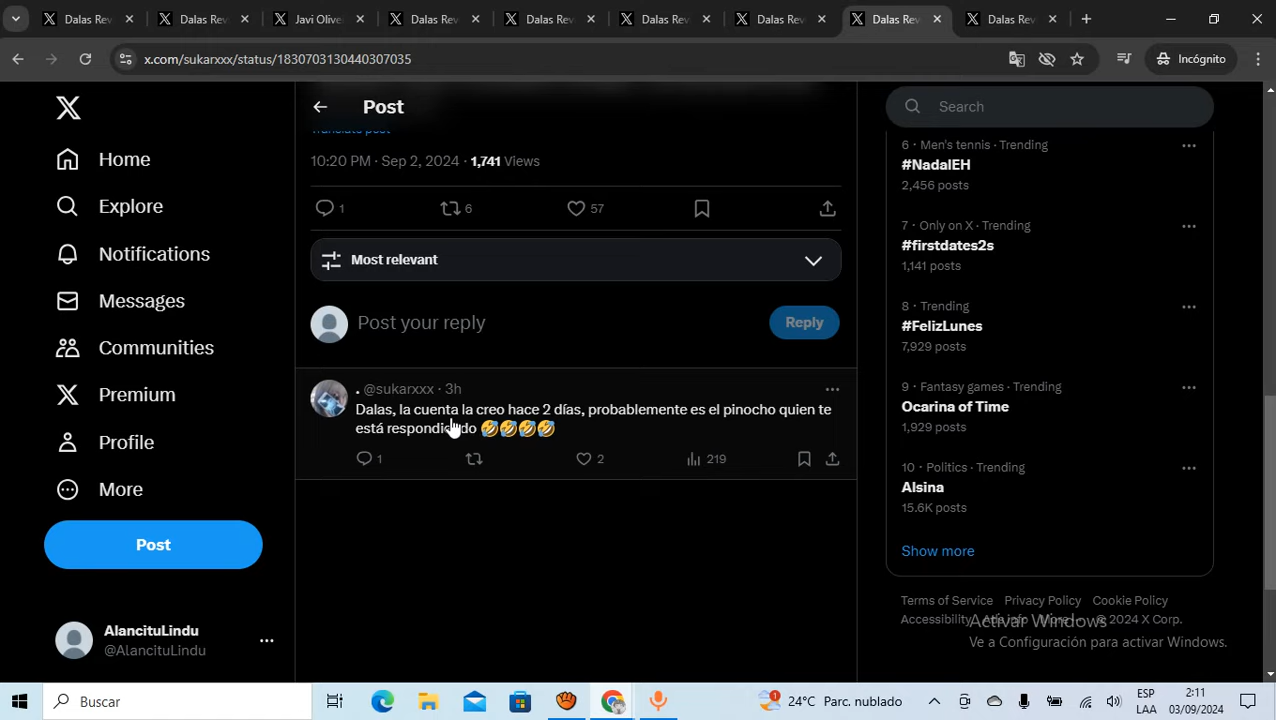 Dalas Rev
Dalas Rev
Javi Olive
Dalas Rev
Dalas Rev
Dalas Rev
Dalas Rev
Dalas Rev
Dalas Rev
x.com/sukarxxx/status/1830703130440307035
Incógnito
Home
Explore
Notifications
Messages
Communities
Premium
Profile
More
Post
AlancituLindu
@AlancituLindu
Post
Translate post
10:20 PM · Sep 2, 2024 · 1,741 Views
1
6
57
Most relevant
Post your reply
Reply
. @sukarxxx · 3h
Dalas, la cuenta la creo hace 2 días, probablemente es el pinocho quien te
está respondiendo 🤣🤣🤣🤣
1
2
219
Search
6 · Men's tennis · Trending
#NadalEH
2,456 posts
7 · Only on X · Trending
#firstdates2s
1,141 posts
8 · Trending
#FelizLunes
7,929 posts
9 · Fantasy games · Trending
Ocarina of Time
1,929 posts
10 · Politics · Trending
Alsina
15.6K posts
Show more
Terms of Service Privacy Policy Cookie Policy
Accessibility © 2024 X Corp.
Activar Windows
Ve a Configuración para activar Windows.
Buscar
24°C Parc. nublado
ESP
LAA
2:11
03/09/2024